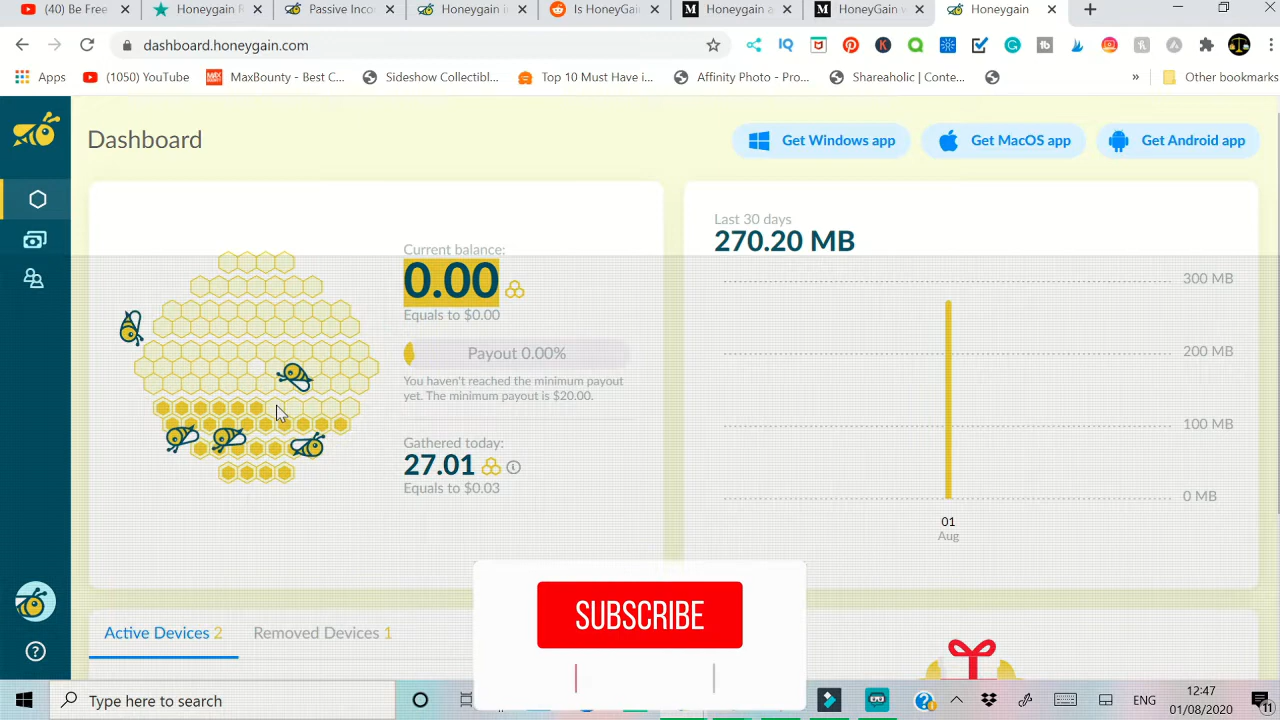 (40) Be Free
Honeygain R
Passive Inco
Honeygain i
Is HoneyGai
Honeygain a
HoneyGain v
Honeygain
dashboard.honeygain.com
Apps
(1050) YouTube
MaxBounty - Best C...
Sideshow Collectibl...
Top 10 Must Have i...
Affinity Photo - Pro...
Shareaholic | Conte...
Other bookmarks
Dashboard
Get Windows app
Get MacOS app
Get Android app
Current balance:
0.00
Equals to $0.00
Payout 0.00%
You haven't reached the minimum payout
yet. The minimum payout is $20.00.
Gathered today:
27.01
Equals to $0.03
Last 30 days
270.20 MB
300 MB
200 MB
100 MB
0 MB
01
Aug
SUBSCRIBE
Active Devices 2
Removed Devices 1
Type here to search
ENG
12:47
01/08/2020